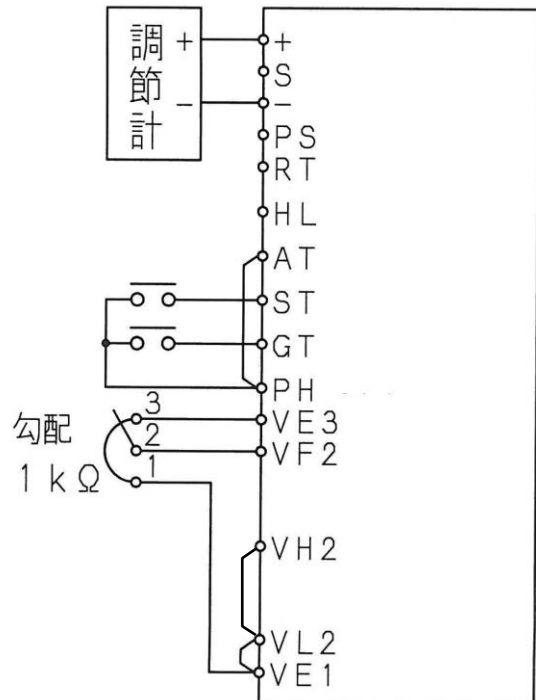 調節計
+
-
+
S
-
PS
RT
HL
AT
ST
GT
PH
VE3
VF2
3
2
1
勾配
1kΩ
VH2
VL2
VE1